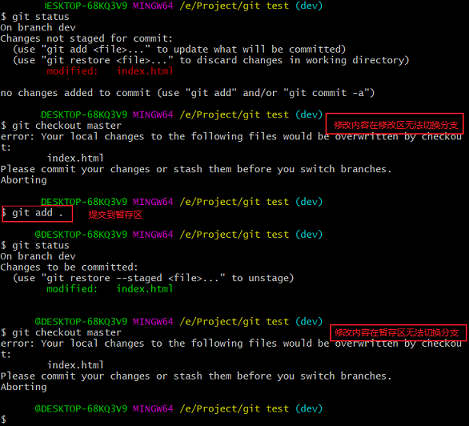 DESKTOP-68KQ3V9 MINGW64 /e/Project/git test (dev)
$ git status
On branch dev
Changes not staged for commit:
(use "git add <file>..." to update what will be committed)
(use "git restore <file>..." to discard changes in working directory)
modified: index.html
no changes added to commit (use "git add" and/or "git commit -a")
DESKTOP-68KQ3V9 MINGW64 /e/Project/git test (dev)
$ git checkout master 修改内容在修改区无法切换分支
error: Your local changes to the following files would be overwritten by checkou
t:
index.html
Please commit your changes or stash them before you switch branches.
Aborting
DESKTOP-68KQ3V9 MINGW64 /e/Project/git test (dev)
$ git add . 提交到暂存区
@DESKTOP-68KQ3V9 MINGW64 /e/Project/git test (dev)
$ git status
On branch dev
Changes to be committed:
(use "git restore --staged <file>..." to unstage)
modified: index.html
@DESKTOP-68KQ3V9 MINGW64 /e/Project/git test (dev)
$ git checkout master 修改内容在暂存区无法切换分支
error: Your local changes to the following files would be overwritten by checkou
t:
index.html
Please commit your changes or stash them before you switch branches.
Aborting
@DESKTOP-68KQ3V9 MINGW64 /e/Project/git test (dev)
$